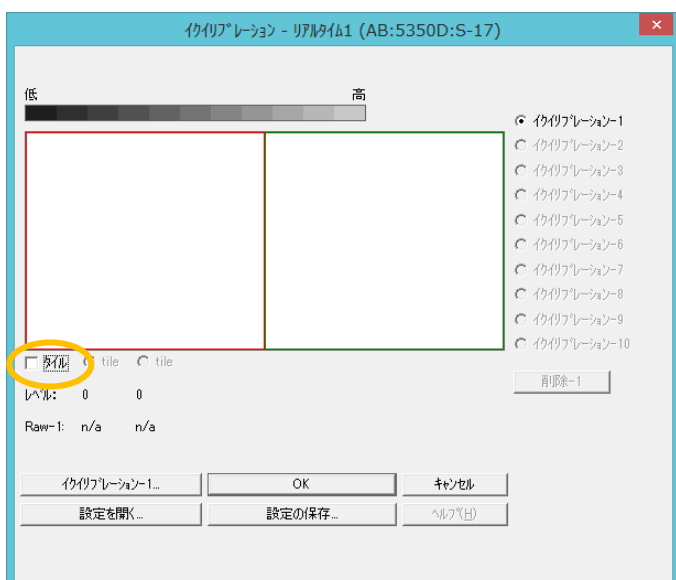 ｲｸｲﾘﾌﾞﾚｰｼｮﾝ - ﾘｱﾙﾀｲﾑ1 (AB:5350D:S-17)
低 高
ｲｸｲﾘﾌﾞﾚｰｼｮﾝ-1
ｲｸｲﾘﾌﾞﾚｰｼｮﾝ-2
ｲｸｲﾘﾌﾞﾚｰｼｮﾝ-3
ｲｸｲﾘﾌﾞﾚｰｼｮﾝ-4
ｲｸｲﾘﾌﾞﾚｰｼｮﾝ-5
ｲｸｲﾘﾌﾞﾚｰｼｮﾝ-6
ｲｸｲﾘﾌﾞﾚｰｼｮﾝ-7
ｲｸｲﾘﾌﾞﾚｰｼｮﾝ-8
ｲｸｲﾘﾌﾞﾚｰｼｮﾝ-9
ｲｸｲﾘﾌﾞﾚｰｼｮﾝ-10
削除-1
ﾀｲﾙ tile tile
ﾚﾍﾞﾙ: 0 0
Raw-1: n/a n/a
ｲｸｲﾘﾌﾞﾚｰｼｮﾝ-1... OK ｷｬﾝｾﾙ
設定を開く... 設定の保存... ﾍﾙﾌﾟ(H)